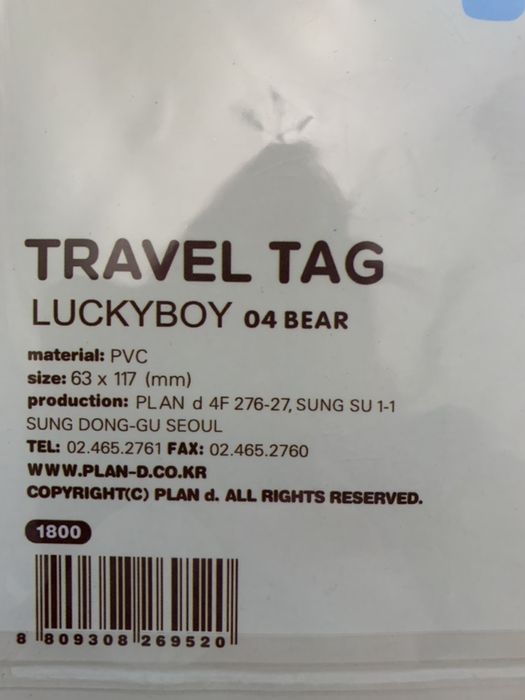 TRAVEL TAG
LUCKYBOY 04 BEAR
material: PVC
size: 63 x 117 (mm)
production: PLAN d 4F 276-27, SUNG SU 1-1
SUNG DONG-GU SEOUL
TEL: 02.465.2761 FAX: 02.465.2760
WWW.PLAN-D.CO.KR
COPYRIGHT(C) PLAN d. ALL RIGHTS RESERVED.
1800
8 809308 269520